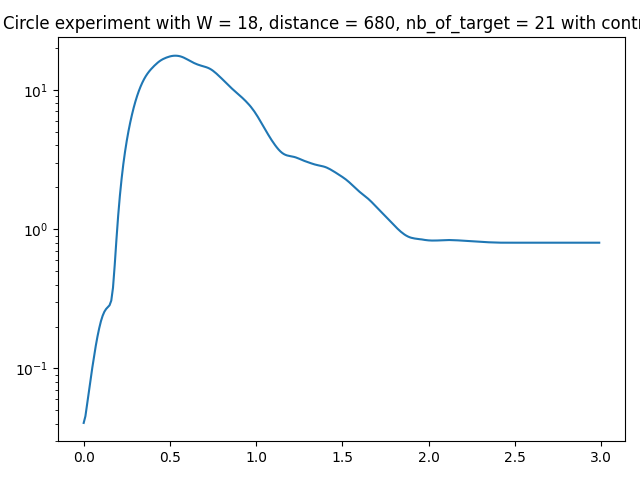 Circle experiment with W = 18, distance = 680, nb_of_target = 21 with contr
10¹
10⁰
10⁻¹
0.0 0.5 1.0 1.5 2.0 2.5 3.0